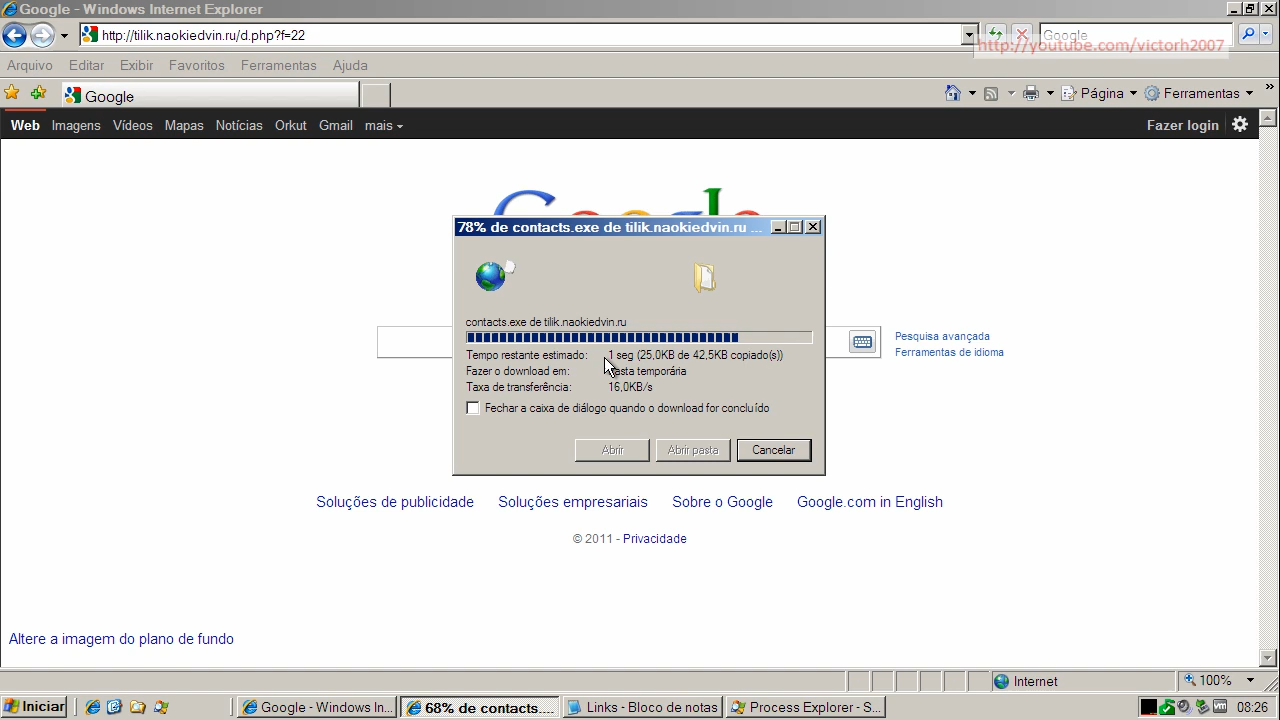 Google - Windows Internet Explorer
http://tilik.naokiedvin.ru/d.php?f=22
Google
http://youtube.com/victorh2007
Arquivo Editar Exibir Favoritos Ferramentas Ajuda
Google
Página Ferramentas »
Web Imagens Vídeos Mapas Notícias Orkut Gmail mais
Fazer login
78% de contacts.exe de tilik.naokiedvin.ru ...
contacts.exe de tilik.naokiedvin.ru
Tempo restante estimado: 1 seg (25,0KB de 42,5KB copiado(s))
Fazer o download em: Pasta temporária
Taxa de transferência: 16,0KB/s
Fechar a caixa de diálogo quando o download for concluído
Abrir Abrir pasta Cancelar
Pesquisa avançada
Ferramentas de idioma
Soluções de publicidade Soluções empresariais Sobre o Google Google.com in English
© 2011 - Privacidade
Altere a imagem do plano de fundo
Internet 100%
Iniciar Google - Windows In... 68% de contacts.... Links - Bloco de notas Process Explorer - S... 08:26